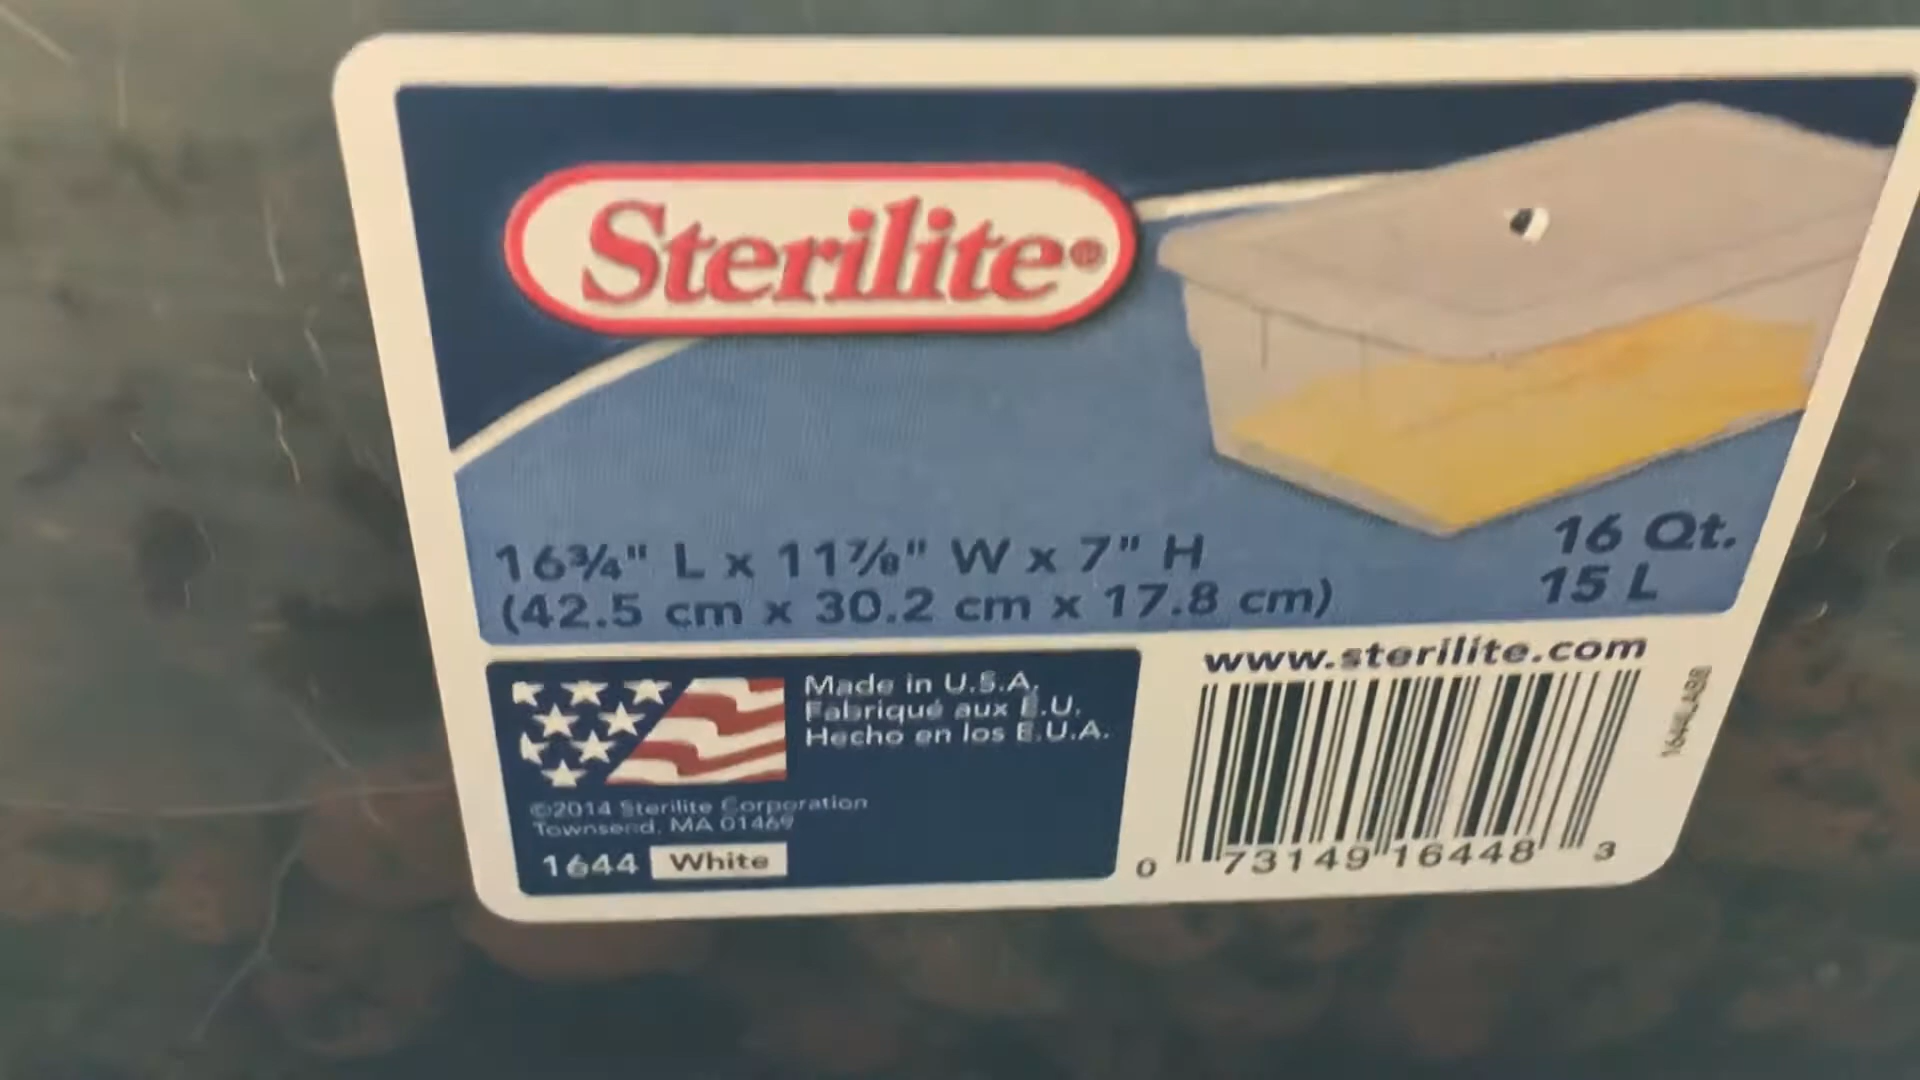 Sterilite®
16¾" L x 11⅞" W x 7" H
(42.5 cm x 30.2 cm x 17.8 cm)
16 Qt.
15 L
Made in U.S.A.
Fabriqué aux E.U.
Hecho en los E.U.A.
©2014 Sterilite Corporation
Townsend, MA 01469
1644 White
www.sterilite.com
0 73149 16448 3